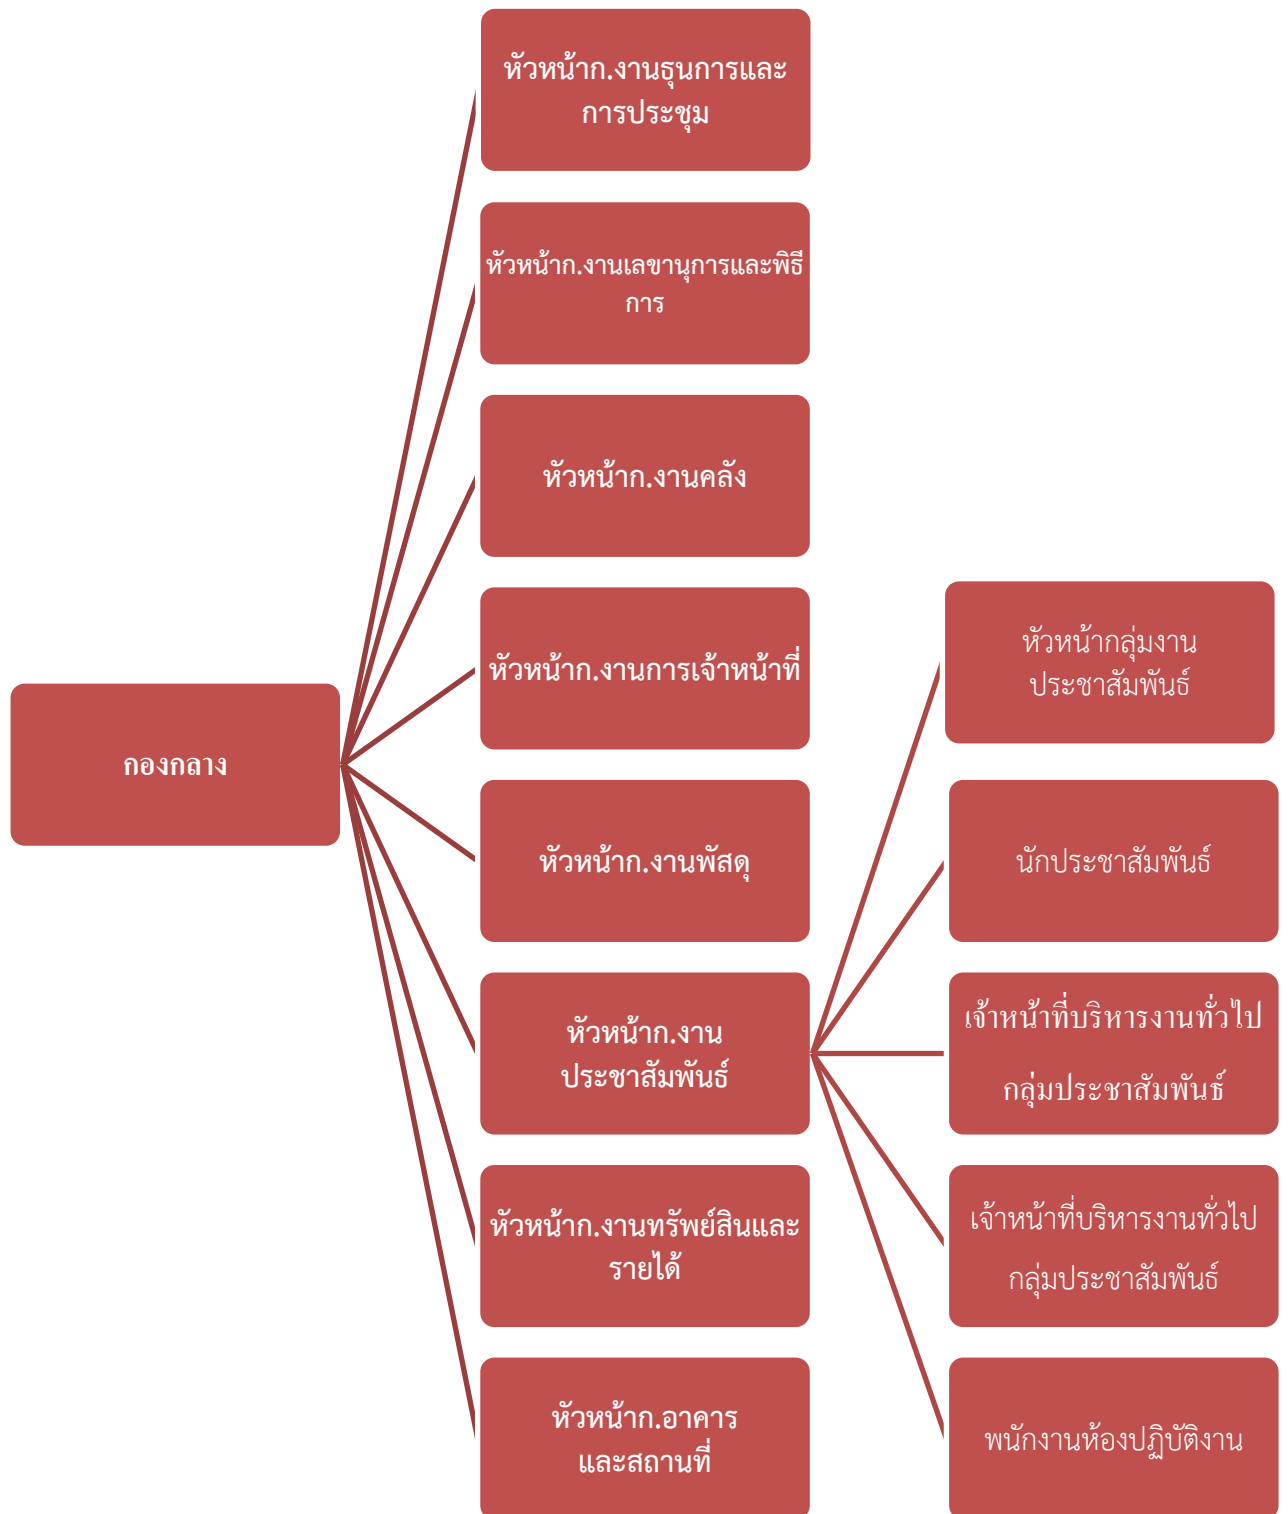 หัวหน้าก.งานธุนการและ
การประชุม
หัวหน้าก.งานเลขานุการและพิธี
การ
หัวหน้าก.งานคลัง
หัวหน้าก.งานการเจ้าหน้าที่
กองกลาง
หัวหน้าก.งานพัสดุ
หัวหน้าก.งาน
ประชาสัมพันธ์
หัวหน้าก.งานทรัพย์สินและ
รายได้
หัวหน้าก.อาคาร
และสถานที่
หัวหน้ากลุ่มงาน
ประชาสัมพันธ์
นักประชาสัมพันธ์
เจ้าหน้าที่บริหารงานทั่วไป
กลุ่มประชาสัมพันธ์
เจ้าหน้าที่บริหารงานทั่วไป
กลุ่มประชาสัมพันธ์
พนักงานห้องปฏิบัติงาน